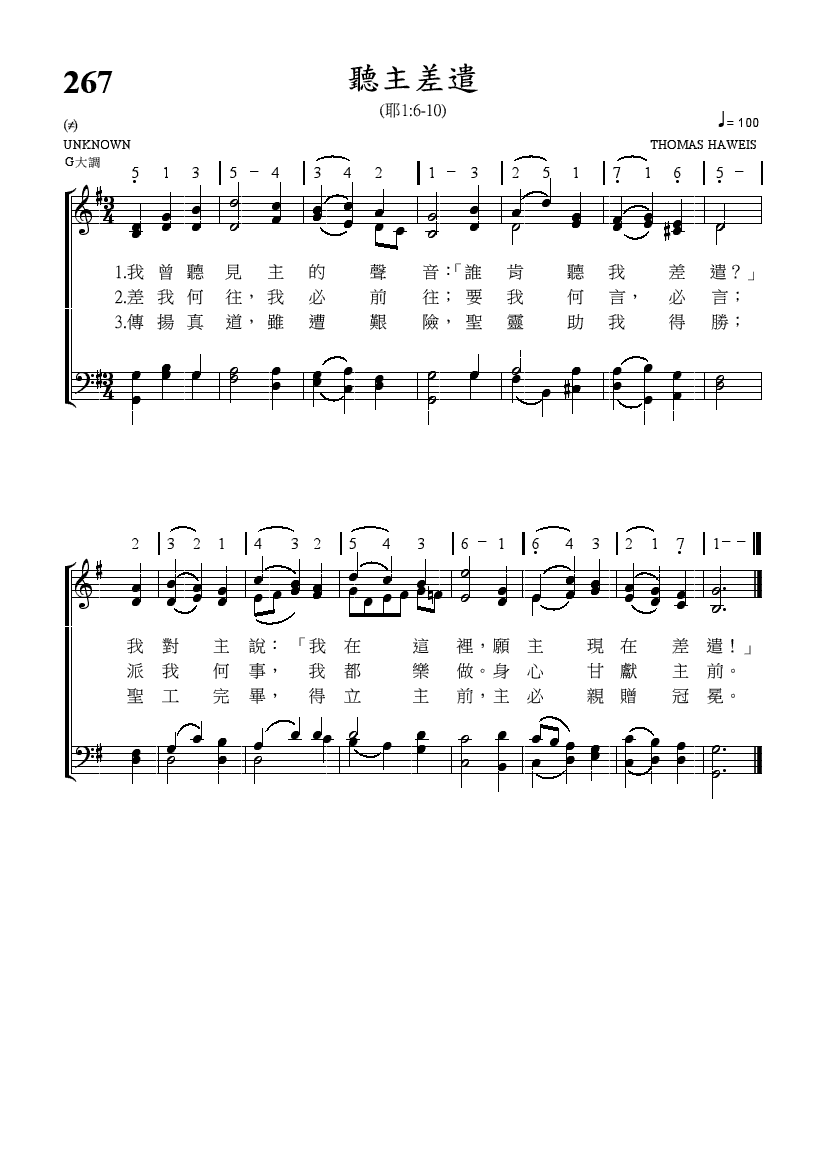 267 聽主差遣
(耶1:6-10)
(≠) ♩= 100
UNKNOWN THOMAS HAWEIS
G大調
5̣ 1 3 | 5 - 4 | 3 4 2 | 1 - 3 | 2 5 1 | 7̣ 1 6̣ | 5̣ - |
3/4
1.我曾聽見主的聲音：「誰肯聽我差遣？」
2.差我何往，我必前往；要我何言，必言；
3.傳揚真道，雖遭艱險，聖靈助我得勝；
3/4
2 | 3 2 1 | 4 3 2 | 5 4 3 | 6 - 1 | 6̣ 4 3 | 2 1 7̣ | 1 - -
我對主說：「我在這裡，願主現在差遣！」
派我何事，我都樂做。身心甘獻主前。
聖工完畢，得立主前，主必親贈冠冕。